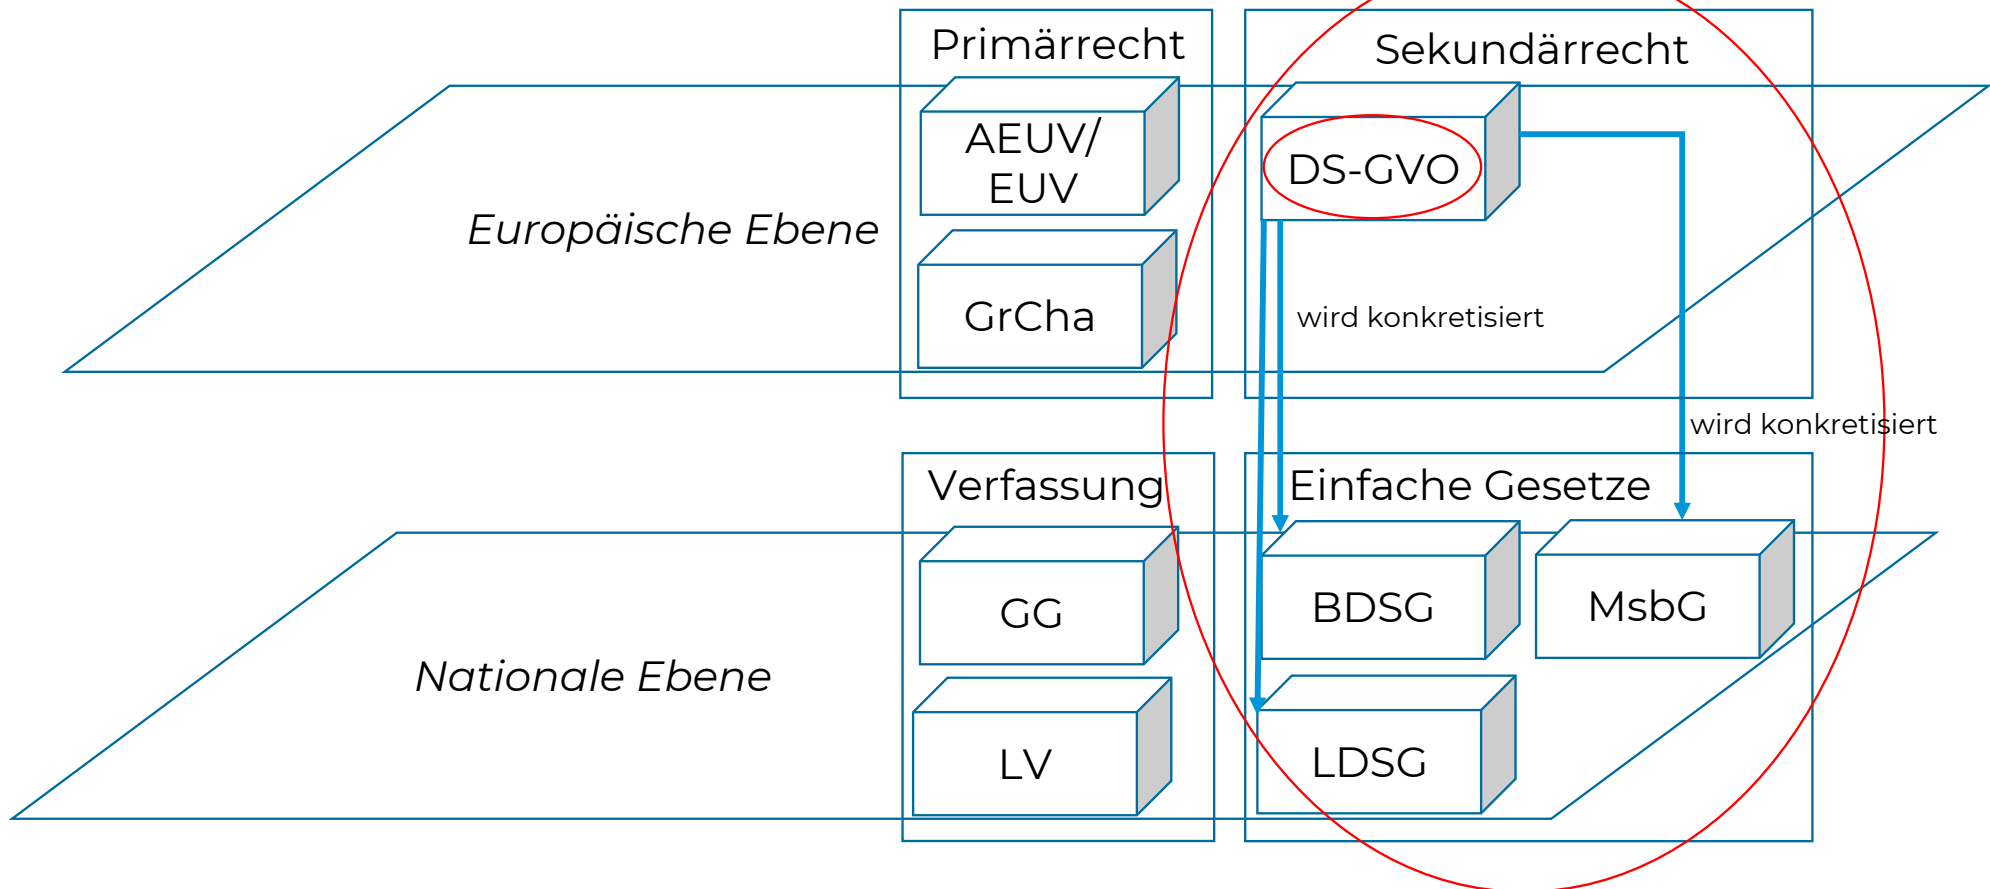 Primärrecht
Sekundärrecht
AEUV/
EUV
DS-GVO
Europäische Ebene
GrCha
wird konkretisiert
wird konkretisiert
Verfassung
Einfache Gesetze
GG
BDSG
MsbG
Nationale Ebene
LV
LDSG